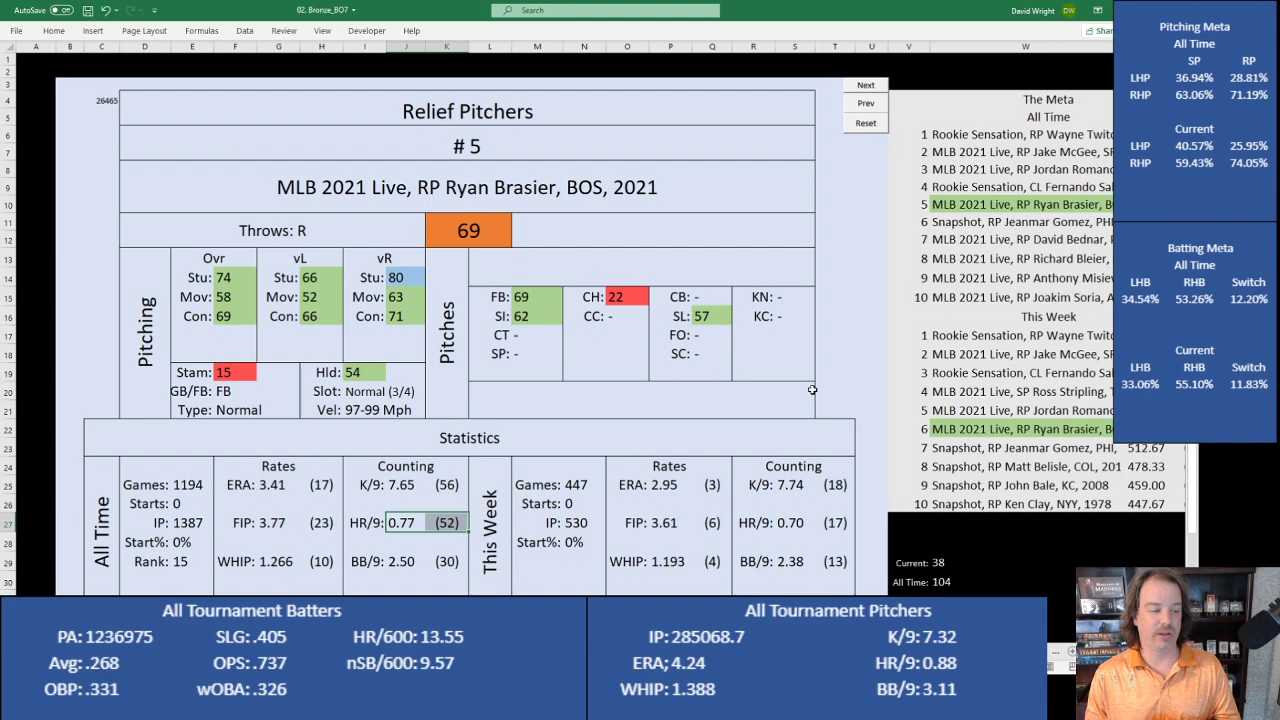 AutoSave Off
02. Bronze_BO7
Search
David Wright DW
File Home Insert Page Layout Formulas Data Review View Developer Help
A B C D E F G H I J K L M N O P Q R S T U V W
26465
Relief Pitchers
# 5
MLB 2021 Live, RP Ryan Brasier, BOS, 2021
Throws: R 69
Next
Prev
Reset
Pitching
Ovr vL vR
Stu: 74 Stu: 66 Stu: 80
Mov: 58 Mov: 52 Mov: 63
Con: 69 Con: 66 Con: 71
Stam: 15 Hld: 54
GB/FB: FB Slot: Normal (3/4)
Type: Normal Vel: 97-99 Mph
Pitches
FB: 69 CH: 22 CB: - KN: -
SI: 62 CC: - SL: 57 KC: -
CT - FO: -
SP: - SC: -
Statistics
All Time
Rates Counting
Games: 1194 ERA: 3.41 (17) K/9: 7.65 (56)
Starts: 0
IP: 1387 FIP: 3.77 (23) HR/9: 0.77 (52)
Start%: 0%
Rank: 15 WHIP: 1.266 (10) BB/9: 2.50 (30)
This Week
Rates Counting
Games: 447 ERA: 2.95 (3) K/9: 7.74 (18)
Starts: 0
IP: 530 FIP: 3.61 (6) HR/9: 0.70 (17)
Start%: 0%
WHIP: 1.193 (4) BB/9: 2.38 (13)
The Meta
All Time
1 Rookie Sensation, RP Wayne Twitc
2 MLB 2021 Live, RP Jake McGee, SF
3 MLB 2021 Live, RP Jordan Romano
4 Rookie Sensation, CL Fernando Sal
5 MLB 2021 Live, RP Ryan Brasier, B
6 Snapshot, RP Jeanmar Gomez, PHI
7 MLB 2021 Live, RP David Bednar,
8 MLB 2021 Live, RP Richard Bleier,
9 MLB 2021 Live, RP Anthony Misiev
10 MLB 2021 Live, RP Joakim Soria, A
This Week
1 Rookie Sensation, RP Wayne Twitc
2 MLB 2021 Live, RP Jake McGee, SF
3 Rookie Sensation, CL Fernando Sal
4 MLB 2021 Live, SP Ross Stripling, T
5 MLB 2021 Live, RP Jordan Romano
6 MLB 2021 Live, RP Ryan Brasier, B
7 Snapshot, RP Jeanmar Gomez, PHI, 512.67
8 Snapshot, RP Matt Belisle, COL, 201 478.33
9 Snapshot, RP John Bale, KC, 2008 459.00
10 Snapshot, RP Ken Clay, NYY, 1978 447.67
Current: 38
All Time: 104
Pitching Meta
All Time
SP RP
LHP 36.94% 28.81%
RHP 63.06% 71.19%
Current
LHP 40.57% 25.95%
RHP 59.43% 74.05%
Batting Meta
All Time
LHB RHB Switch
34.54% 53.26% 12.20%
Current
LHB RHB Switch
33.06% 55.10% 11.83%
All Tournament Batters
PA: 1236975 SLG: .405 HR/600: 13.55
Avg: .268 OPS: .737 nSB/600: 9.57
OBP: .331 wOBA: .326
All Tournament Pitchers
IP: 285068.7 K/9: 7.32
ERA; 4.24 HR/9: 0.88
WHIP: 1.388 BB/9: 3.11